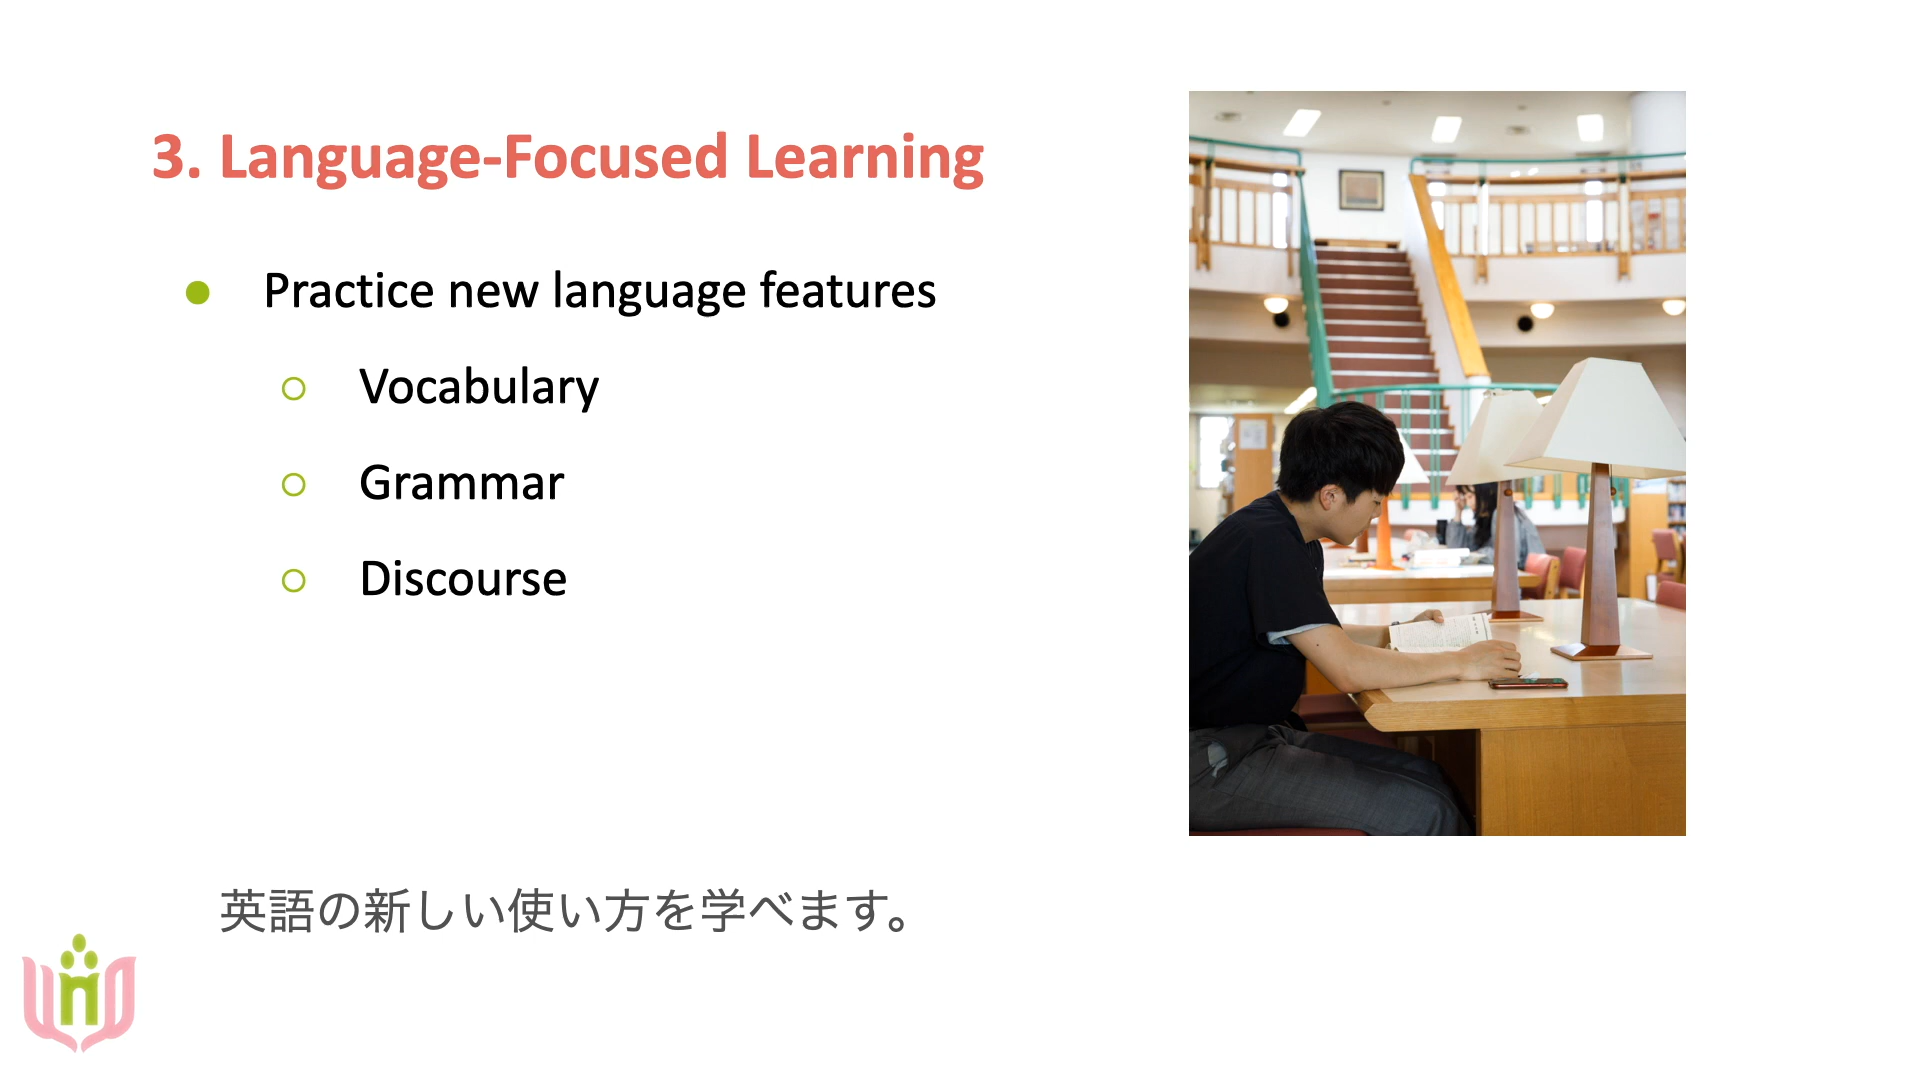 3. Language-Focused Learning
Practice new language features
Vocabulary
Grammar
Discourse
英語の新しい使い方を学べます。